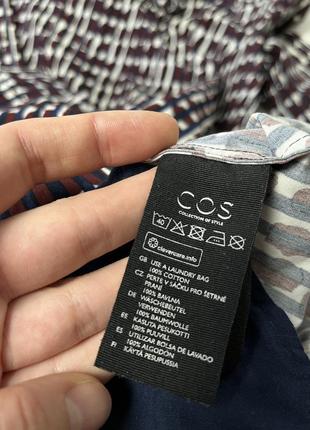 COS
COLLECTION OF STYLE
40
clevercare.info
GB USE A LAUNDRY BAG
100% COTTON
CZ PERTE V SÁČKU PRO ŠETRNÉ
PRANÍ
100% BAVLNA
DE WÄSCHEBEUTEL
VERWENDEN
100% BAUMWOLLE
EE KASUTA PESUKOTTI
100% PUUVILL
ES UTILIZAR BOLSA DE LAVADO
100% ALGODÓN
FI KÄYTÄ PESUPUSSIA